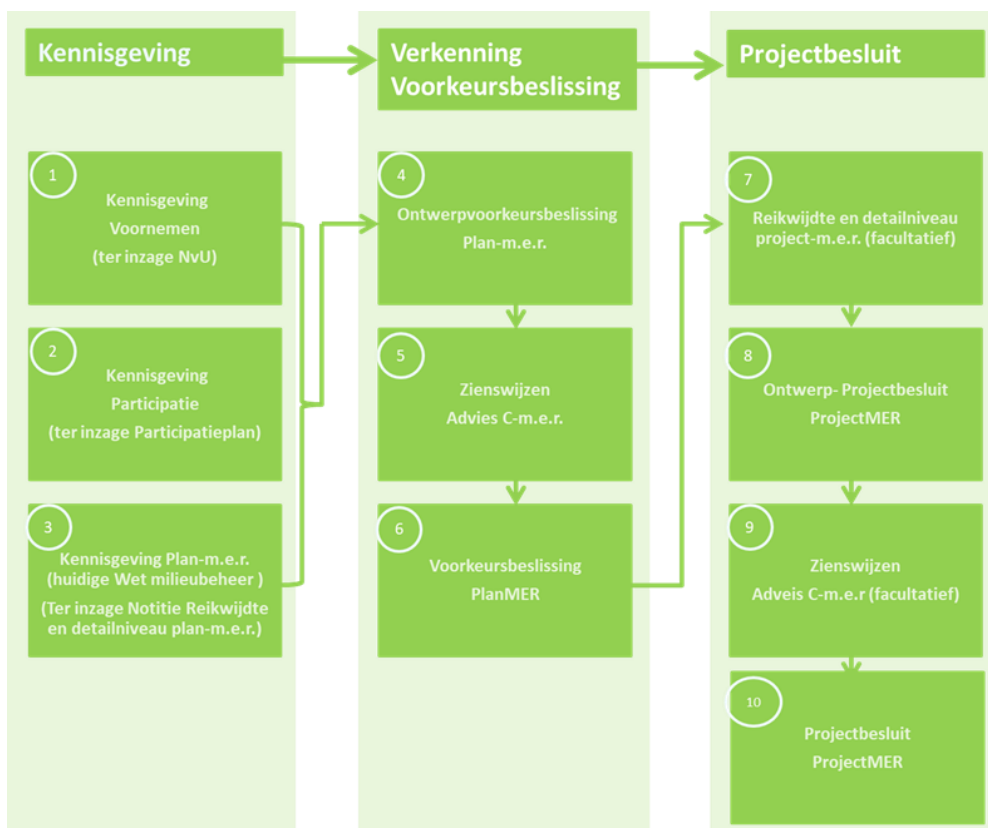 Kennisgeving
Verkenning
Voorkeursbeslissing
Projectbesluit
1
Kennisgeving
Voornemen
(ter inzage NvU)
2
Kennisgeving
Participatie
(ter inzage Participatieplan)
3
Kennisgeving Plan-m.e.r.
(huidige Wet milieubeheer )
(Ter inzage Notitie Reikwijdte
en detailniveau plan-m.e.r.)
4
Ontwerpvoorkeursbeslissing
Plan-m.e.r.
5
Zienswijzen
Advies C-m.e.r.
6
Voorkeursbeslissing
PlanMER
7
Reikwijdte en detailniveau
project-m.e.r. (facultatief)
8
Ontwerp- Projectbesluit
ProjectMER
9
Zienswijzen
Adveis C-m.e.r (facultatief)
10
Projectbesluit
ProjectMER